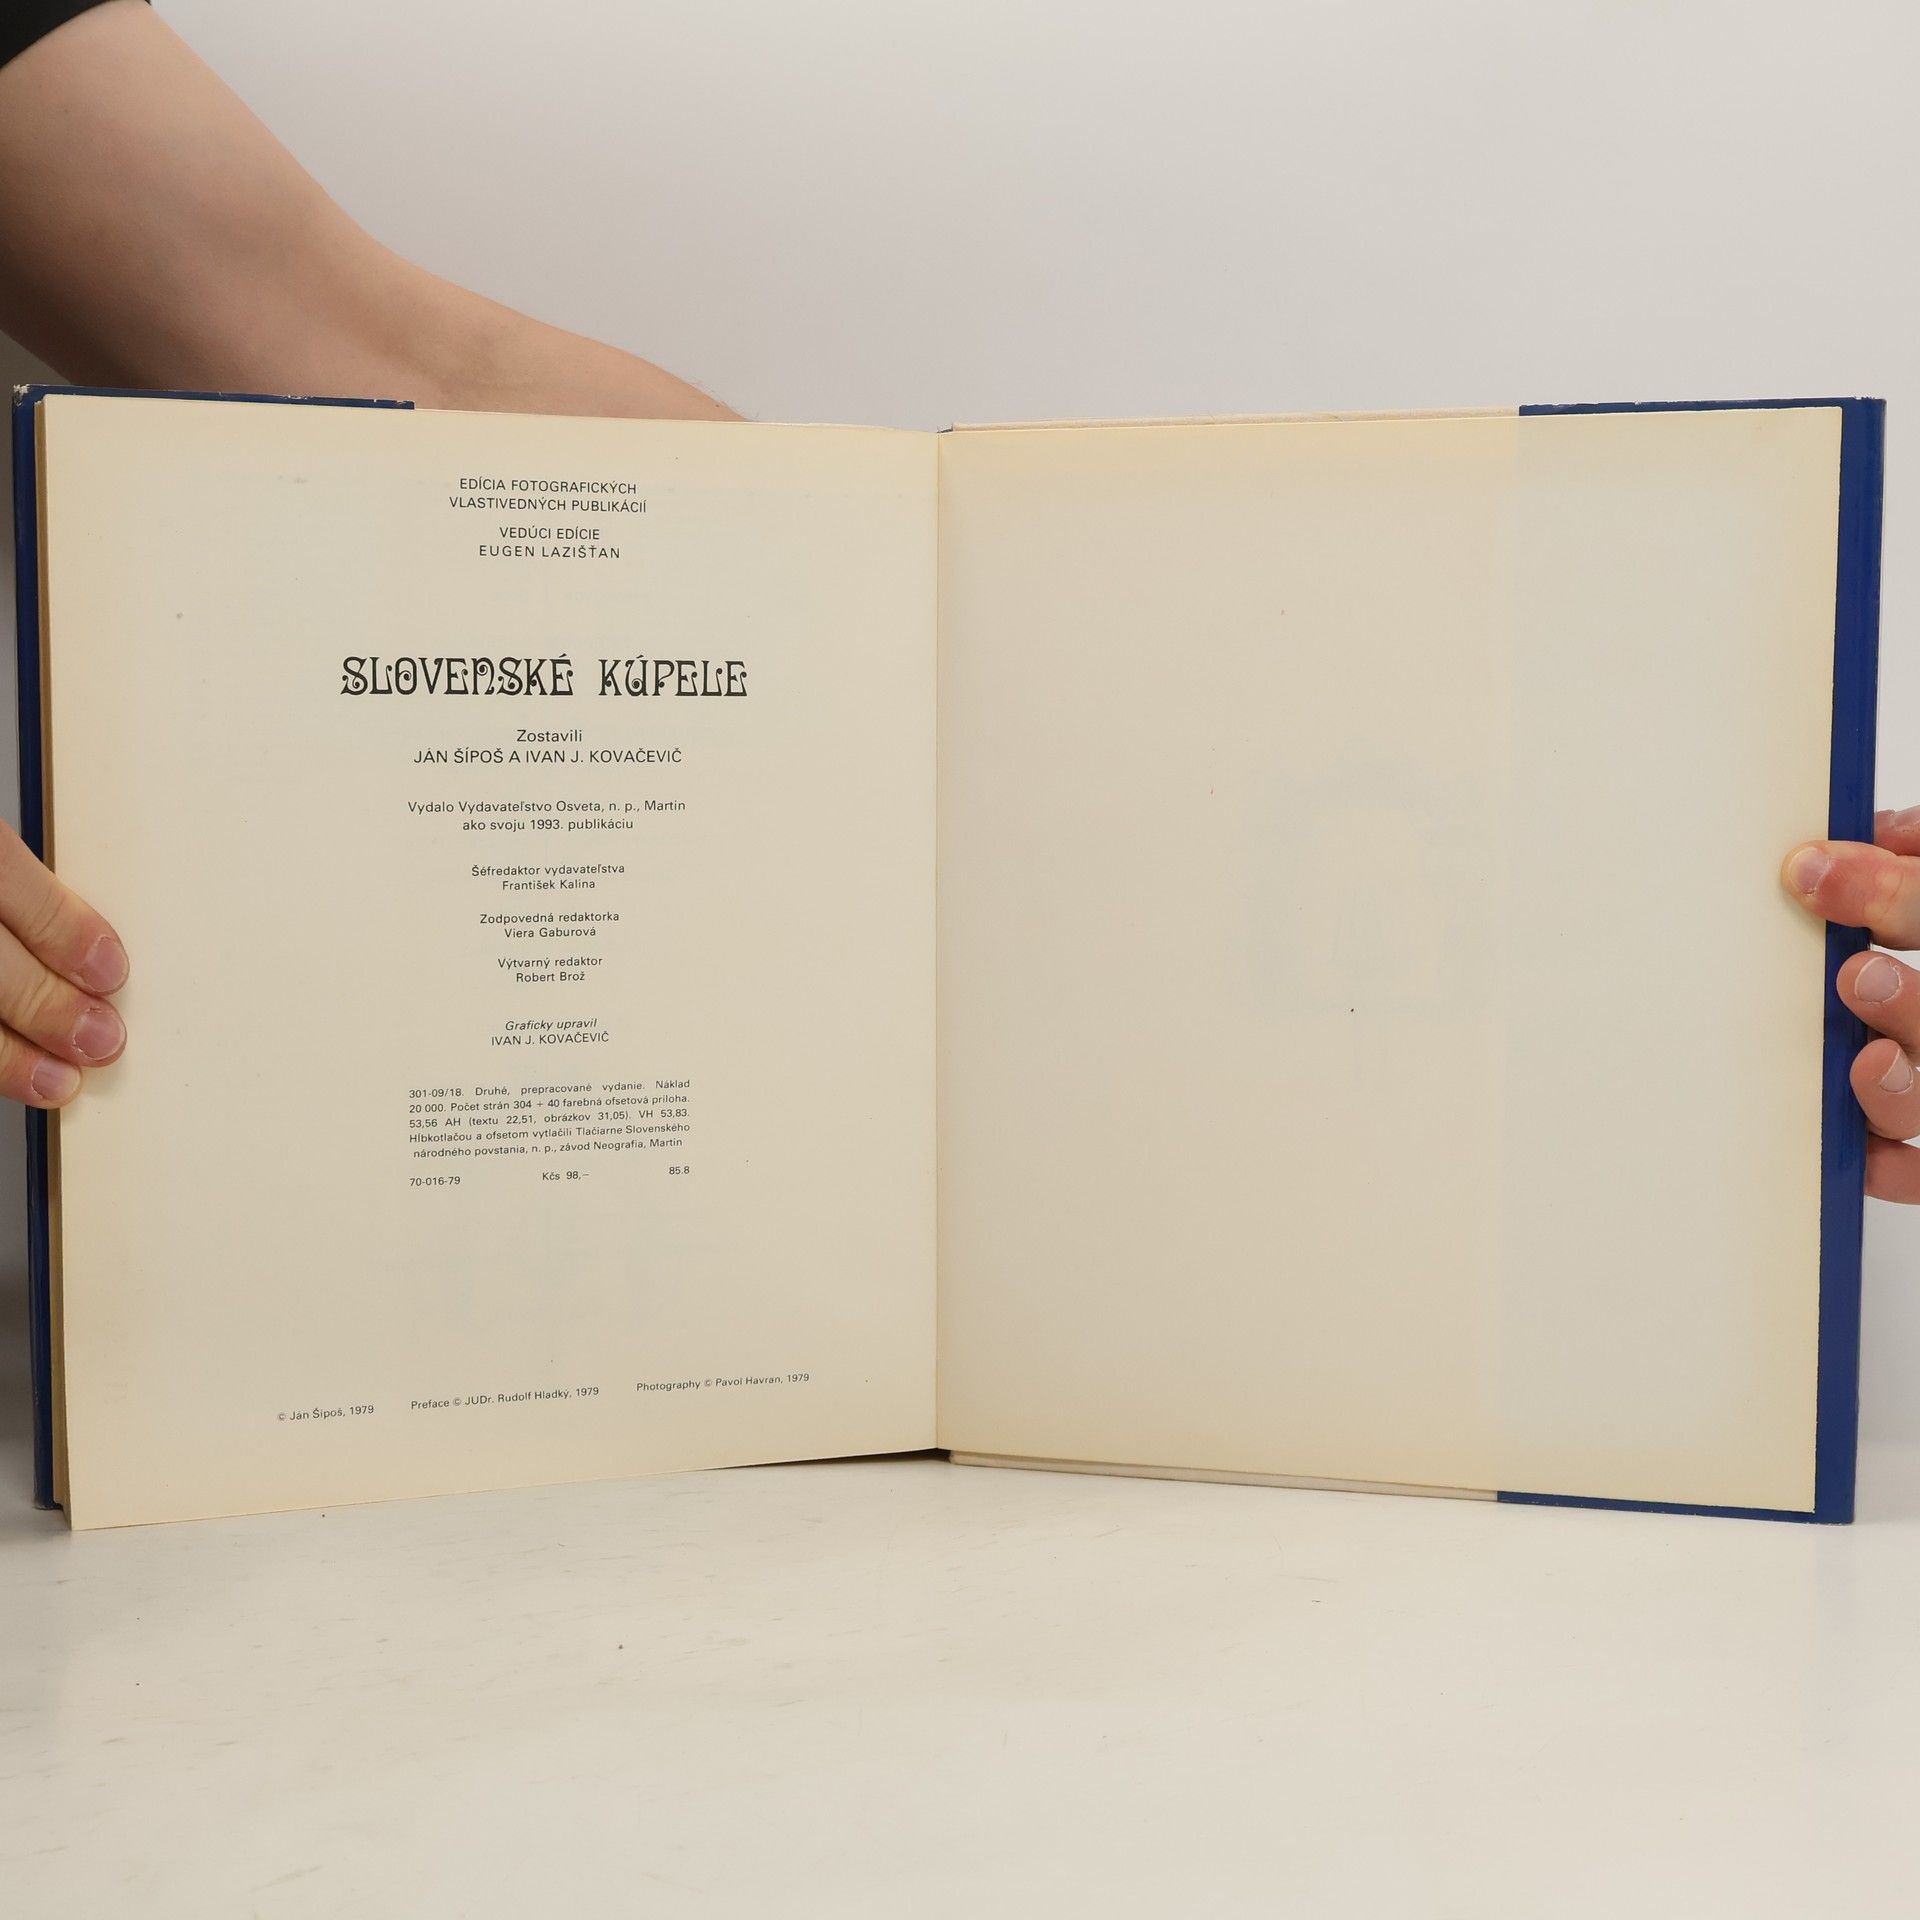 EDÍCIA FOTOGRAFICKÝCH
VLASTIVEDNÝCH PUBLIKÁCIÍ
VEDÚCI EDÍCIE
EUGEN LAZIŠŤAN
SLOVENSKÉ KÚPELE
Zostavili
JÁN ŠÍPOŠ A IVAN J. KOVAČEVIČ
Vydalo Vydavateľstvo Osveta, n. p., Martin
ako svoju 1993. publikáciu
Šéfredaktor vydavateľstva
František Kalina
Zodpovedná redaktorka
Viera Gaburová
Výtvarný redaktor
Robert Brož
Graficky upravil
IVAN J. KOVAČEVIČ
301-09/18. Druhé, prepracované vydanie. Náklad
20 000. Počet strán 304 + 40 farebná ofsetová príloha.
53,56 AH (textu 22,51, obrázkov 31,05). VH 53,83.
Hĺbkotlačou a ofsetom vytlačili Tlačiarne Slovenského
národného povstania, n. p., závod Neografia, Martin
70-016-79 Kčs 98,– 85.8
© Ján Šipoš, 1979 Preface © JUDr. Rudolf Hladký, 1979 Photography © Pavol Havran, 1979